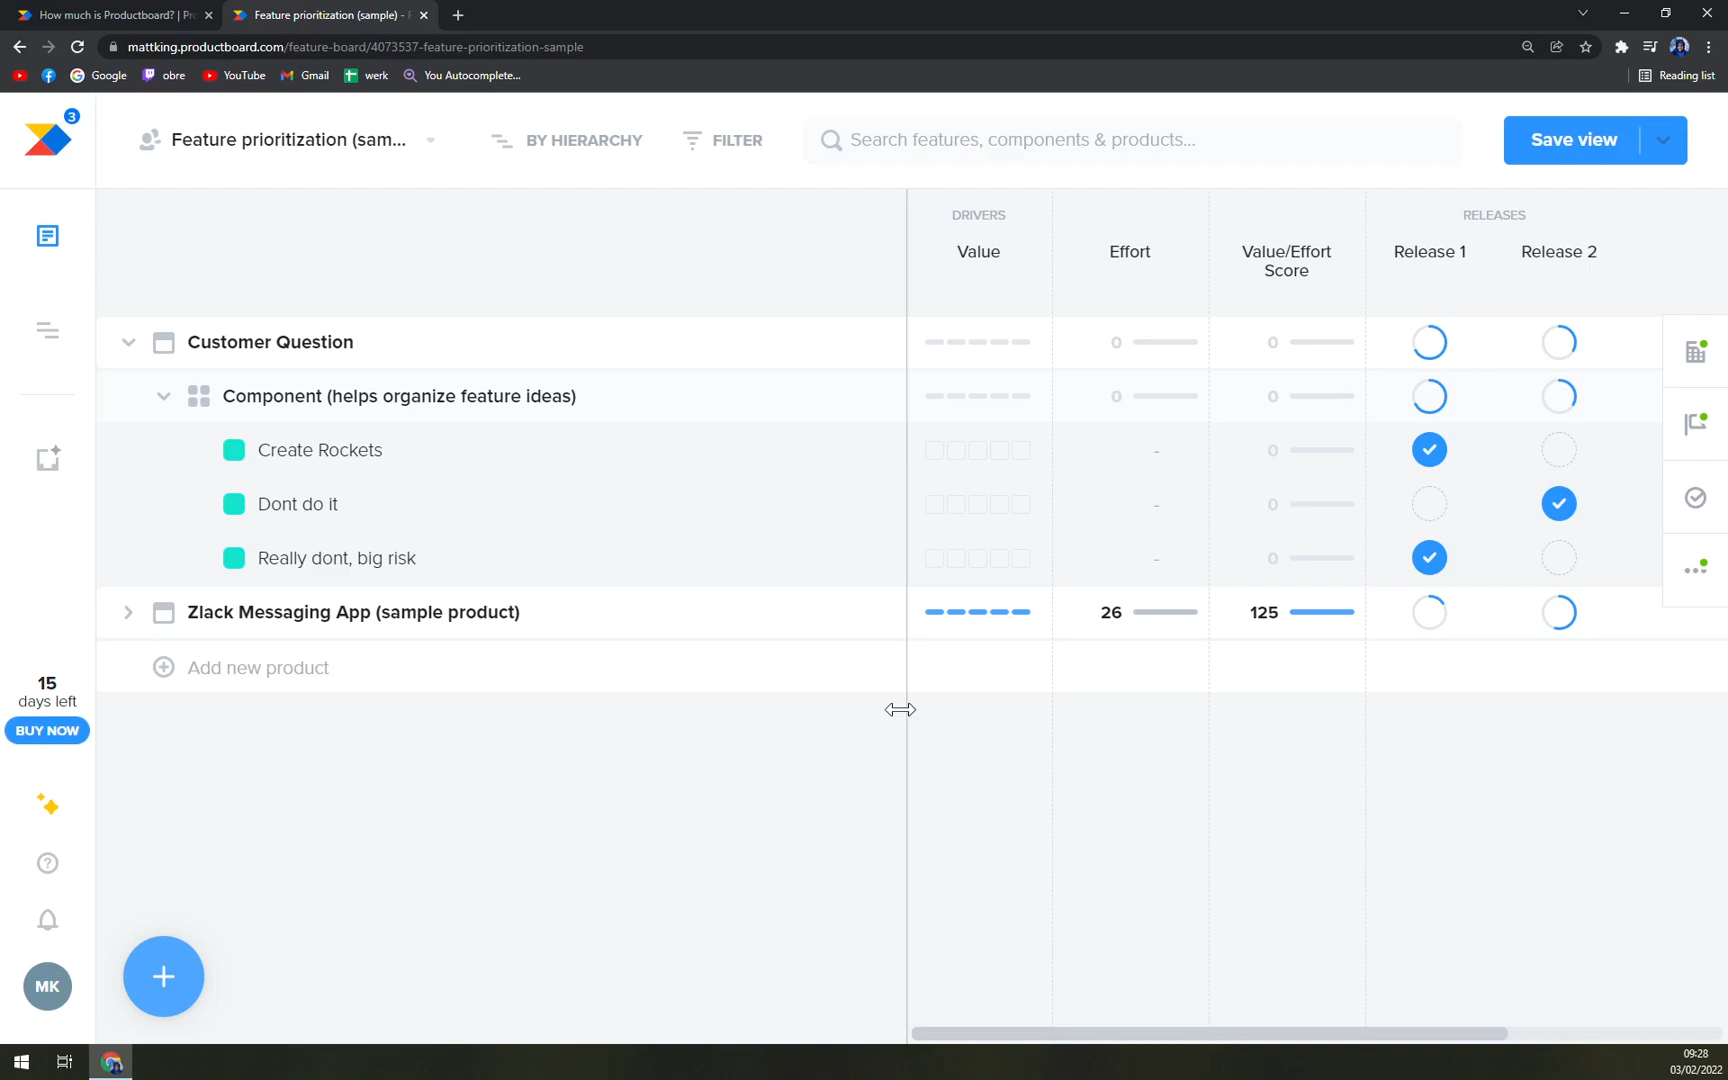 How much is Productboard? | Pr
Feature prioritization (sample) -
mattking.productboard.com/feature-board/4073537-feature-prioritization-sample
Google
obre
YouTube
Gmail
werk
You Autocomplete...
Reading list
3
Feature prioritization (sam...
BY HIERARCHY
FILTER
Search features, components & products...
Save view
DRIVERS
RELEASES
Value
Effort
Value/Effort
Score
Release 1
Release 2
Customer Question
0
0
Component (helps organize feature ideas)
0
0
Create Rockets
-
0
Dont do it
-
0
Really dont, big risk
-
0
Zlack Messaging App (sample product)
26
125
Add new product
15
days left
BUY NOW
MK
09:28
03/02/2022